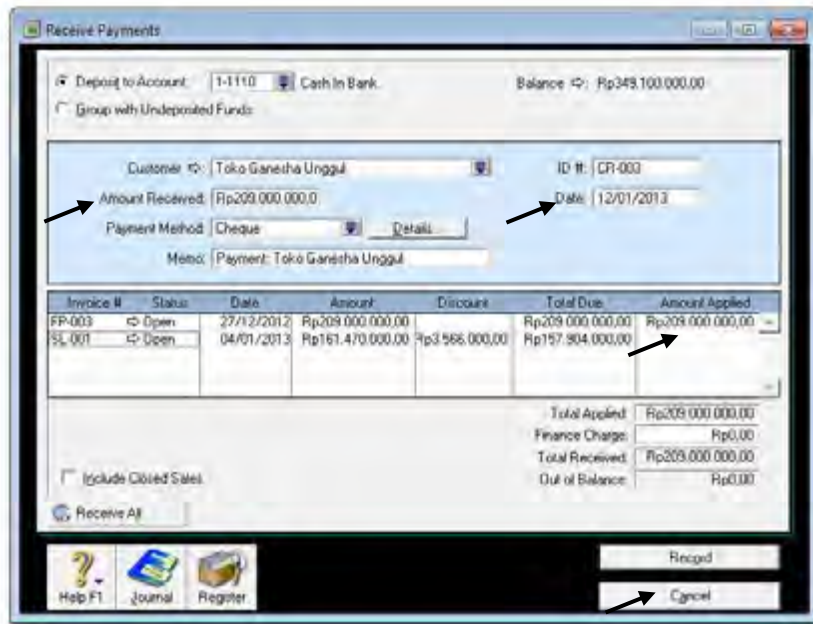 Receive Payments
Deposit to Account: 1-1110 Cash In Bank Balance ⇨: Rp349.100.000,00
Group with Undeposited Funds
Customer ⇨: Toko Ganesha Unggul ID #: CR-003
Amount Received: Rp209.000.000,0 Date: 12/01/2013
Payment Method: Cheque Details...
Memo: Payment: Toko Ganesha Unggul
Invoice # Status Date Amount Discount Total Due Amount Applied
FP-003 ⇨ Open 27/12/2012 Rp209.000.000,00 Rp209.000.000,00 Rp209.000.000,00
SL-001 ⇨ Open 04/01/2013 Rp161.470.000,00 Rp3.566.000,00 Rp157.904.000,00
Total Applied: Rp209.000.000,00
Finance Charge: Rp0,00
Total Received: Rp209.000.000,00
Include Closed Sales Out of Balance: Rp0,00
Receive All
Record
Help F1 Journal Register Cancel